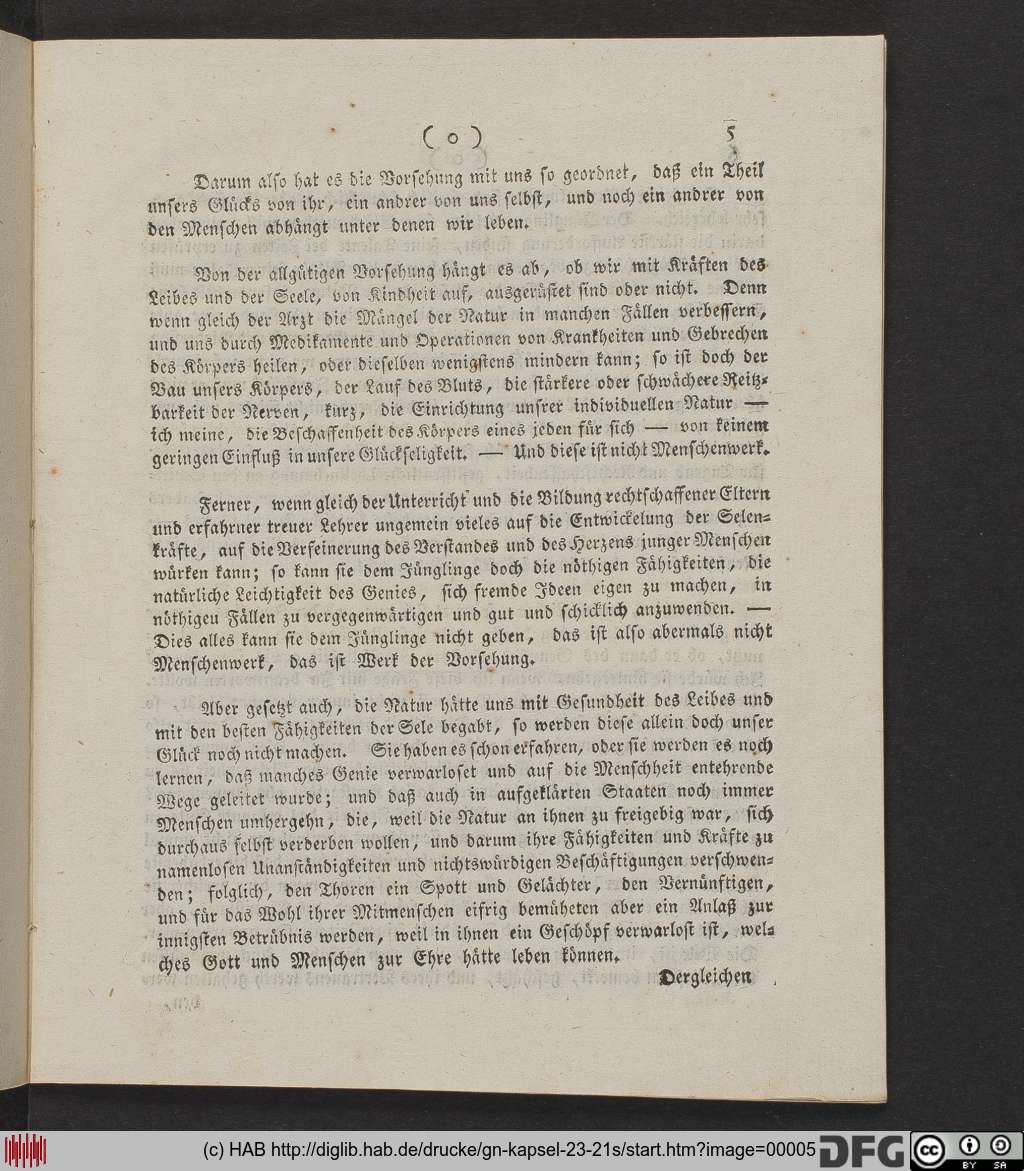 ( o ) 5
Darum also hat es die Vorsehung mit uns so geordnet, daß ein Theil
unsers Glücks von ihr, ein andrer von uns selbst, und noch ein andrer von
den Menschen abhängt unter denen wir leben.
Von der allgütigen Vorsehung hängt es ab, ob wir mit Kräften des
Leibes und der Seele, von Kindheit auf, ausgerüstet sind oder nicht. Denn
wenn gleich der Arzt die Mängel der Natur in manchen Fällen verbessern,
und uns durch Medikamente und Operationen von Krankheiten und Gebrechen
des Körpers heilen, oder dieselben wenigstens mindern kann; so ist doch der
Bau unsers Körpers, der Lauf des Bluts, die stärkere oder schwächere Reitz-
barkeit der Nerven, kurz, die Einrichtung unsrer individuellen Natur —
ich meine, die Beschaffenheit des Körpers eines jeden für sich — von keinem
geringen Einfluß in unsere Glückseligkeit. — Und diese ist nicht Menschenwerk.
Ferner, wenn gleich der Unterricht und die Bildung rechtschaffener Eltern
und erfahrner treuer Lehrer ungemein vieles auf die Entwickelung der Selen-
kräfte, auf die Verfeinerung des Verstandes und des Herzens junger Menschen
würken kann; so kann sie dem Jünglinge doch die nöthigen Fähigkeiten, die
natürliche Leichtigkeit des Genies, sich fremde Ideen eigen zu machen, in
nöthigeu Fällen zu vergegenwärtigen und gut und schicklich anzuwenden. —
Dies alles kann sie dem Jünglinge nicht geben, das ist also abermals nicht
Menschenwerk, das ist Werk der Vorsehung.
Aber gesetzt auch, die Natur hätte uns mit Gesundheit des Leibes und
mit den besten Fähigkeiten der Sele begabt, so werden diese allein doch unser
Glück noch nicht machen. Sie haben es schon erfahren, oder sie werden es noch
lernen, daß manches Genie verwarloset und auf die Menschheit entehrende
Wege geleitet wurde; und daß auch in aufgeklärten Staaten noch immer
Menschen umhergehn, die, weil die Natur an ihnen zu freigebig war, sich
durchaus selbst verderben wollen, und darum ihre Fähigkeiten und Kräfte zu
namenlosen Unanständigkeiten und nichtswürdigen Beschäftigungen verschwen-
den; folglich, den Thoren ein Spott und Gelächter, den Vernünftigen,
und für das Wohl ihrer Mitmenschen eifrig bemüheten aber ein Anlaß zur
innigsten Betrübnis werden, weil in ihnen ein Geschöpf verwarlost ist, wel-
ches Gott und Menschen zur Ehre hätte leben können.
Dergleichen
(c) HAB http://diglib.hab.de/drucke/gn-kapsel-23-21s/start.htm?image=00005 DFG cc BY SA